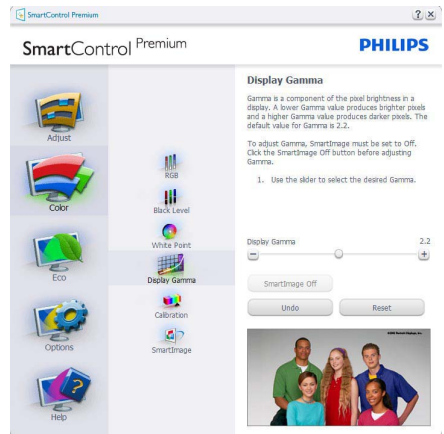 SmartControl Premium
SmartControl Premium
PHILIPS
Adjust
Color
Eco
Options
Help
RGB
Black Level
White Point
Display Gamma
Calibration
SmartImage
Display Gamma
Gamma is a component of the pixel brightness in a
display. A lower Gamma value produces brighter pixels
and a higher Gamma value produces darker pixels. The
default value for Gamma is 2.2.
To adjust Gamma, SmartImage must be set to Off.
Click the SmartImage Off button before adjusting
Gamma.
1. Use the slider to select the desired Gamma.
Display Gamma 2.2
SmartImage Off
Undo Reset